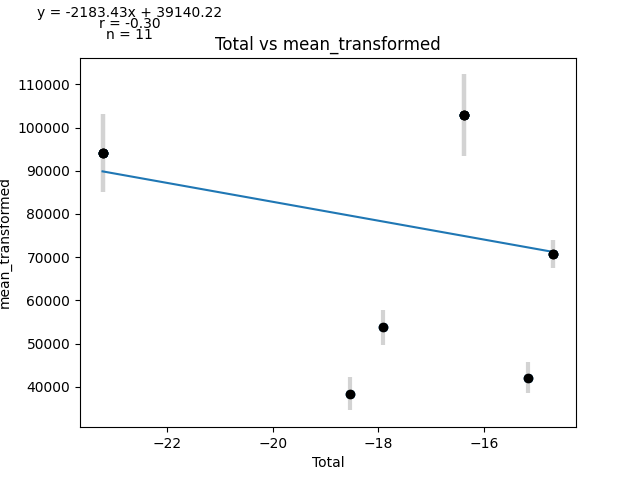 y = -2183.43x + 39140.22
r = -0.30
n = 11
Total vs mean_transformed
110000
100000
90000
80000
70000
60000
50000
40000
mean_transformed
−22
−20
−18
−16
Total